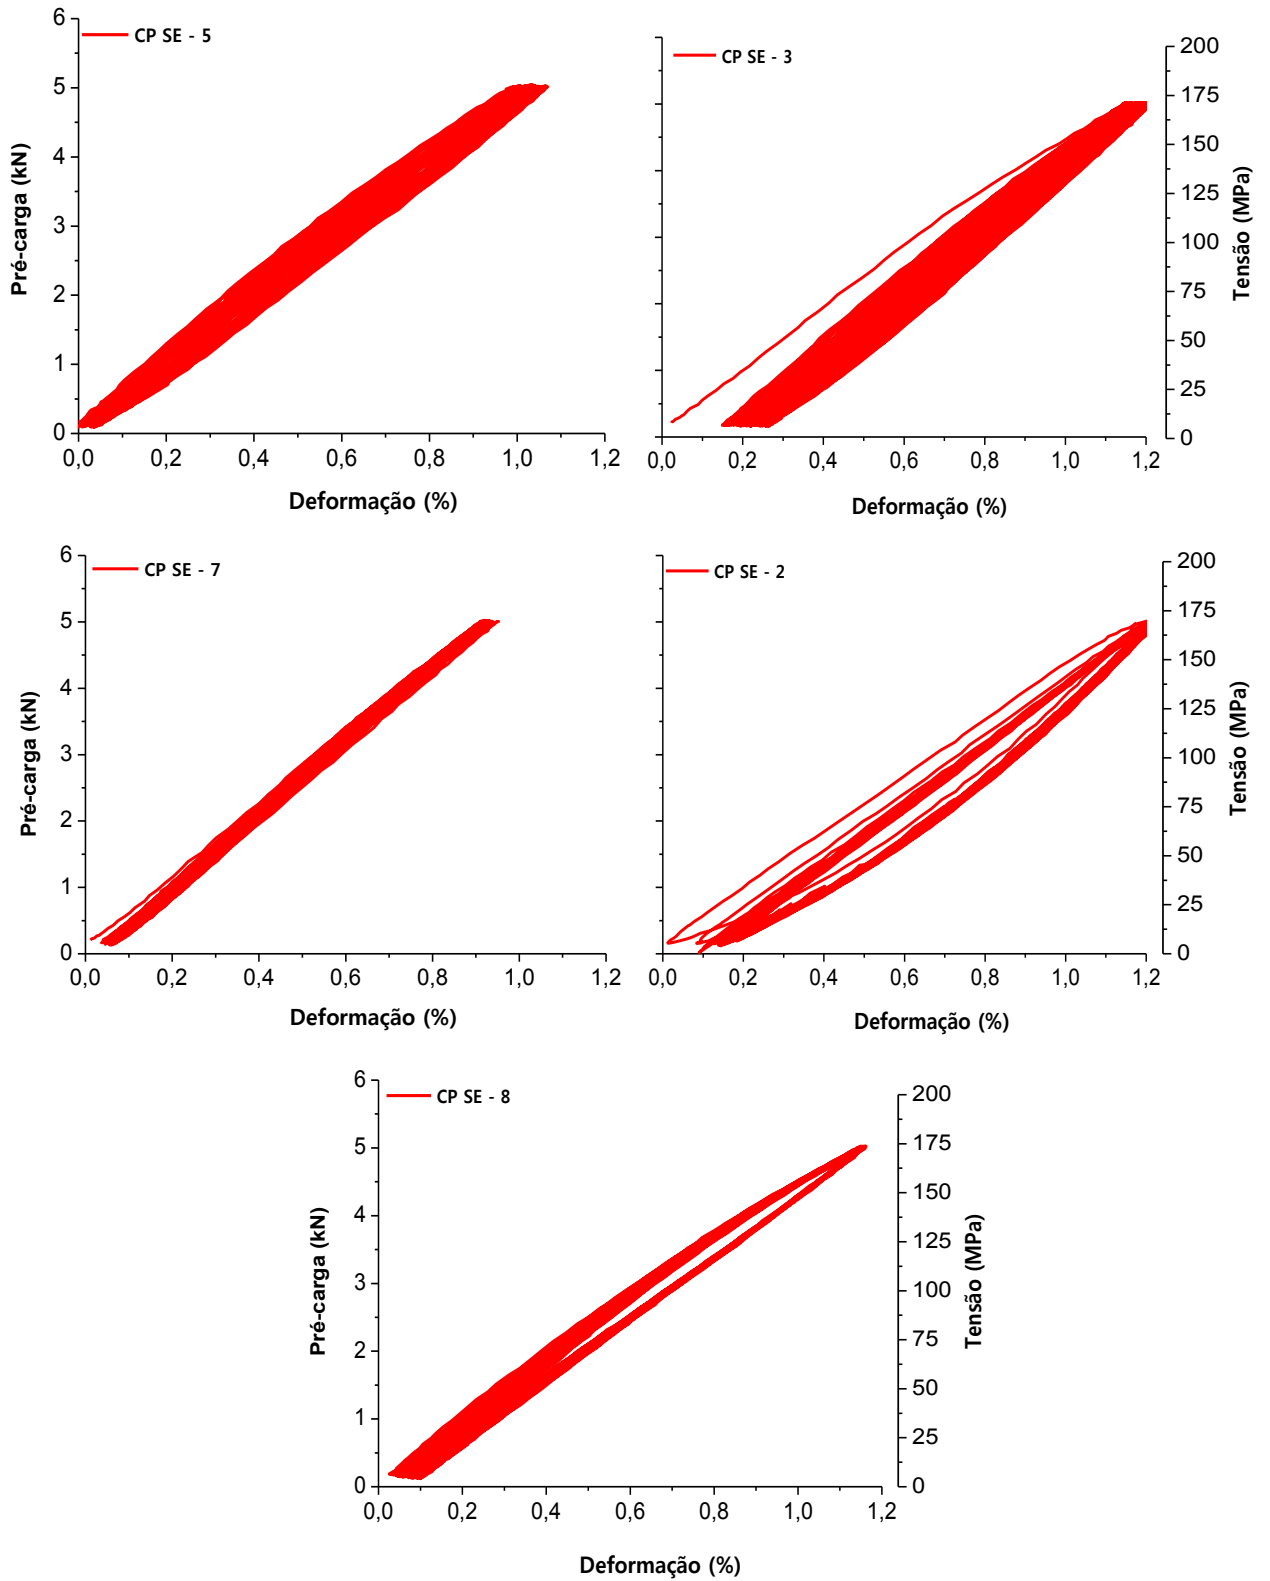 CP SE - 5
Pré-carga (kN)
6
5
4
3
2
1
0
0,0 0,2 0,4 0,6 0,8 1,0 1,2
Deformação (%)
CP SE - 3
200
175
150
125
100
75
50
25
0
Tensão (MPa)
0,0 0,2 0,4 0,6 0,8 1,0 1,2
Deformação (%)
CP SE - 7
Pré-carga (kN)
6
5
4
3
2
1
0
0,0 0,2 0,4 0,6 0,8 1,0 1,2
Deformação (%)
CP SE - 2
200
175
150
125
100
75
50
25
0
Tensão (MPa)
0,0 0,2 0,4 0,6 0,8 1,0 1,2
Deformação (%)
CP SE - 8
Pré-carga (kN)
6
5
4
3
2
1
0
200
175
150
125
100
75
50
25
0
Tensão (MPa)
0,0 0,2 0,4 0,6 0,8 1,0 1,2
Deformação (%)